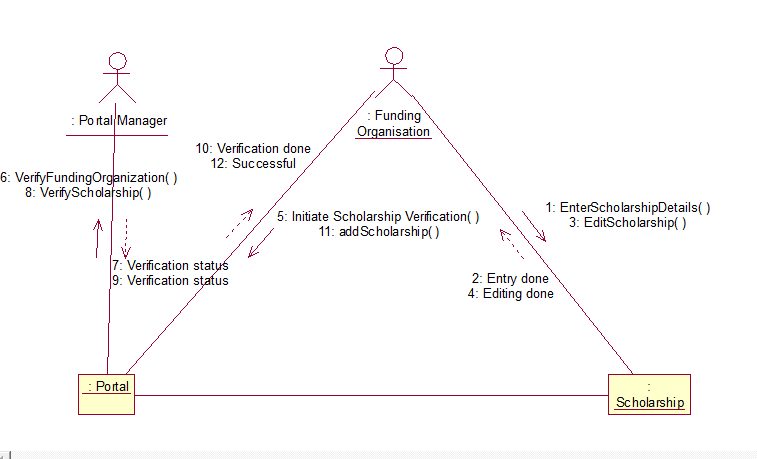 : Portal Manager
: Funding
Organisation
10: Verification done
12: Successful
6: VerifyFundingOrganization( )
8: VerifyScholarship( )
5: Initiate Scholarship Verification( )
11: addScholarship( )
1: EnterScholarshipDetails( )
3: EditScholarship( )
7: Verification status
9: Verification status
2: Entry done
4: Editing done
: Portal
:
Scholarship